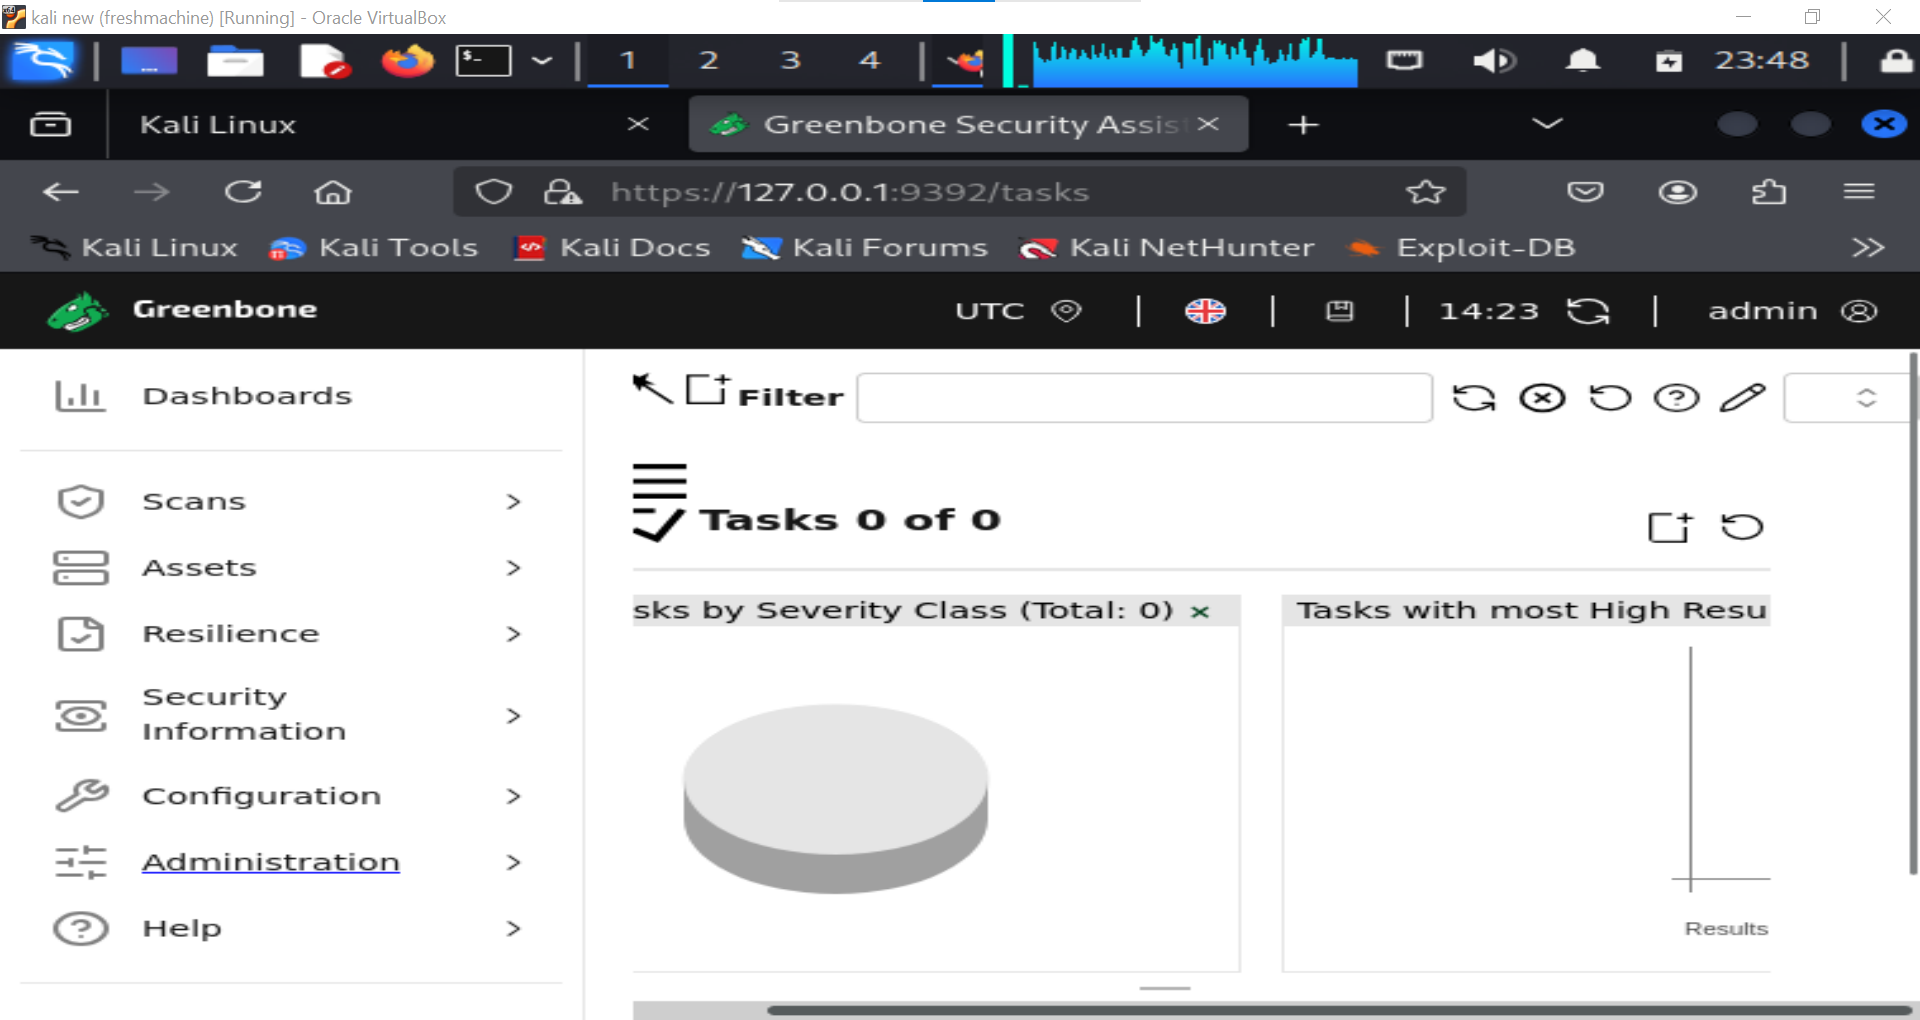 kali new (freshmachine) [Running] - Oracle VirtualBox
1 2 3 4 23:48
Kali Linux Greenbone Security Assis
https://127.0.0.1:9392/tasks
Kali Linux Kali Tools Kali Docs Kali Forums Kali NetHunter Exploit-DB
Greenbone UTC 14:23 admin
Dashboards
Scans
Assets
Resilience
Security
Information
Configuration
Administration
Help
Filter
Tasks 0 of 0
sks by Severity Class (Total: 0)
Tasks with most High Resu
Results